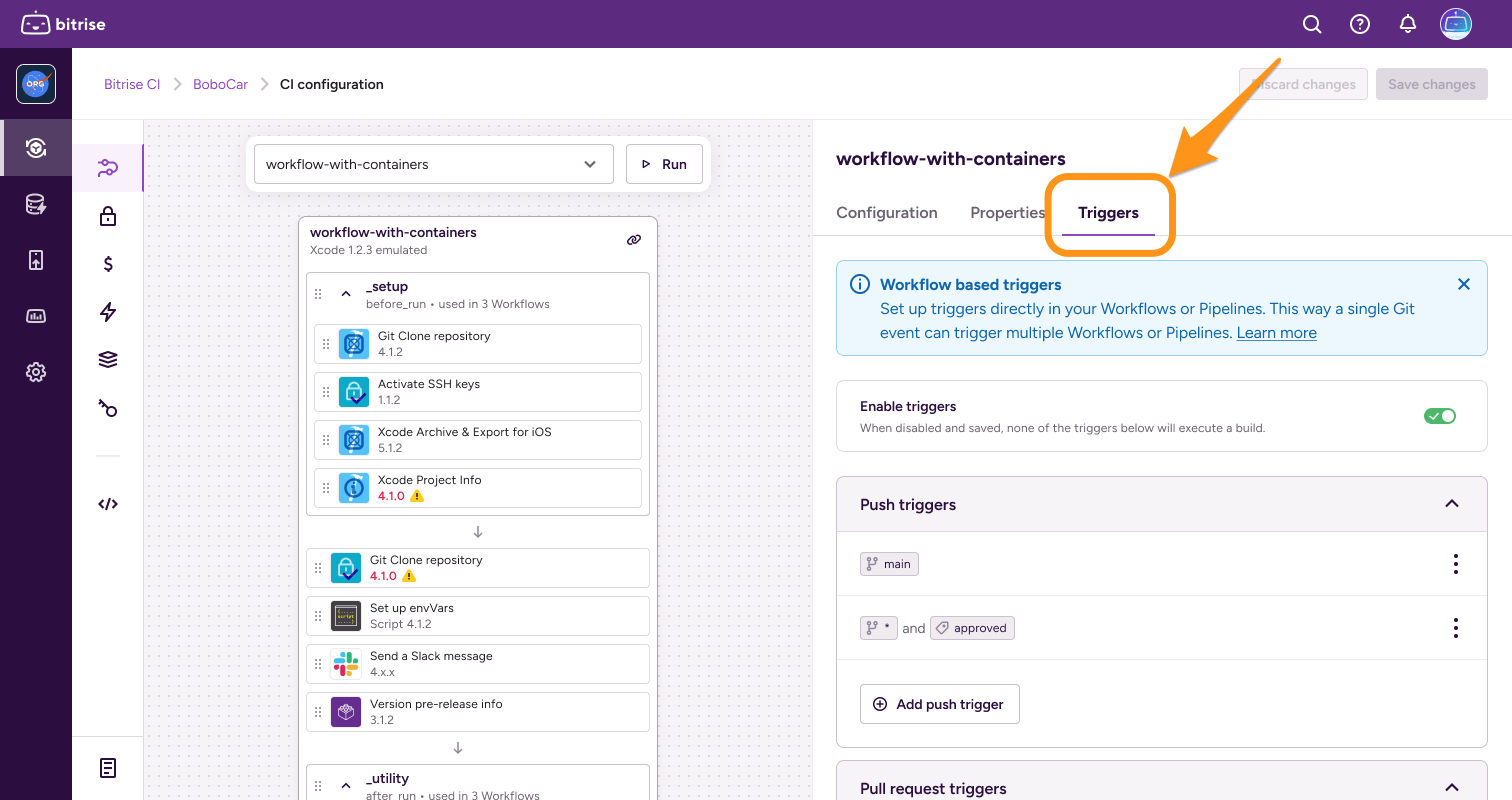 bitrise
ORG
Bitrise CI
BoboCar
CI configuration
iscard changes
Save changes
workflow-with-containers
Run
workflow-with-containers
Xcode 1.2.3 emulated
_setup
before_run • used in 3 Workflows
Git Clone repository
4.1.2
Activate SSH keys
1.1.2
Xcode Archive & Export for iOS
5.1.2
Xcode Project Info
4.1.0
Git Clone repository
4.1.0
script
Set up envVars
Script 4.1.2
Send a Slack message
4.x.x
Version pre-release info
3.1.2
_utility
after_run • used in 3 Workflows
workflow-with-containers
Configuration
Properties
Triggers
Workflow based triggers
Set up triggers directly in your Workflows or Pipelines. This way a single Git
event can trigger multiple Workflows or Pipelines. Learn more
Enable triggers
When disabled and saved, none of the triggers below will execute a build.
Push triggers
main
* and approved
Add push trigger
Pull request triggers